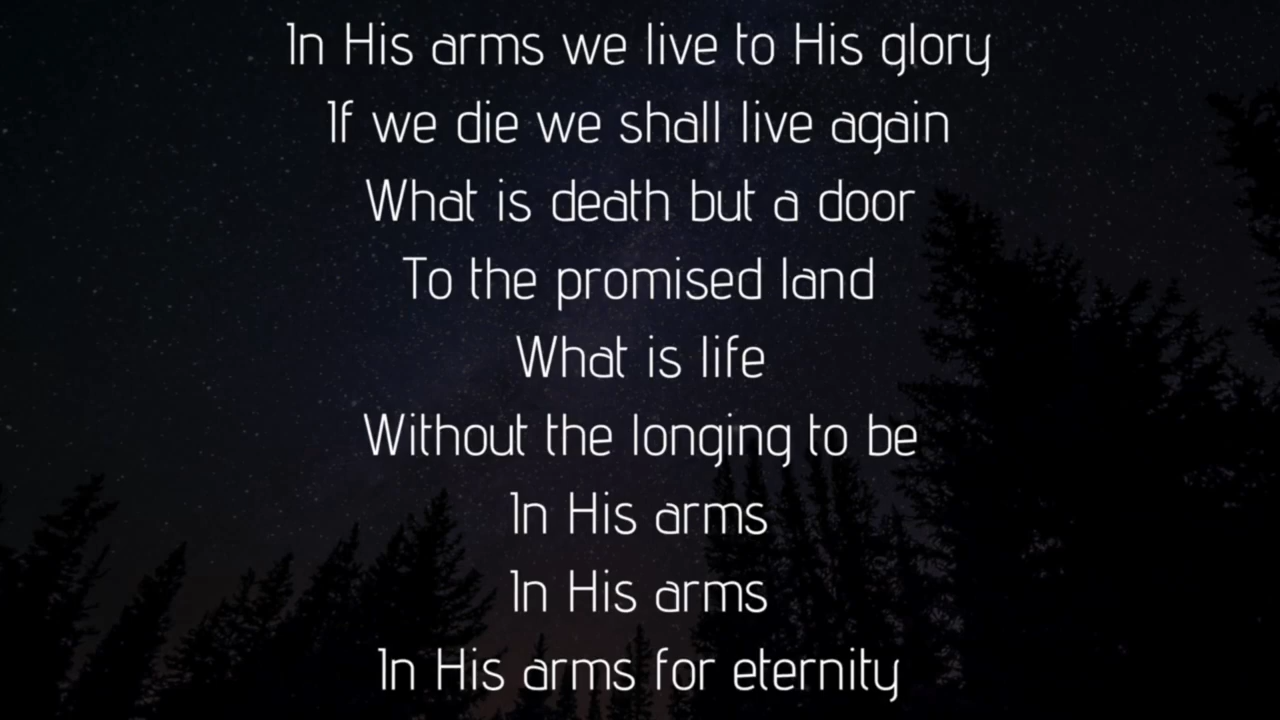 In His arms we live to His glory
If we die we shall live again
What is death but a door
To the promised land
What is life
Without the longing to be
In His arms
In His arms
In His arms for eternity